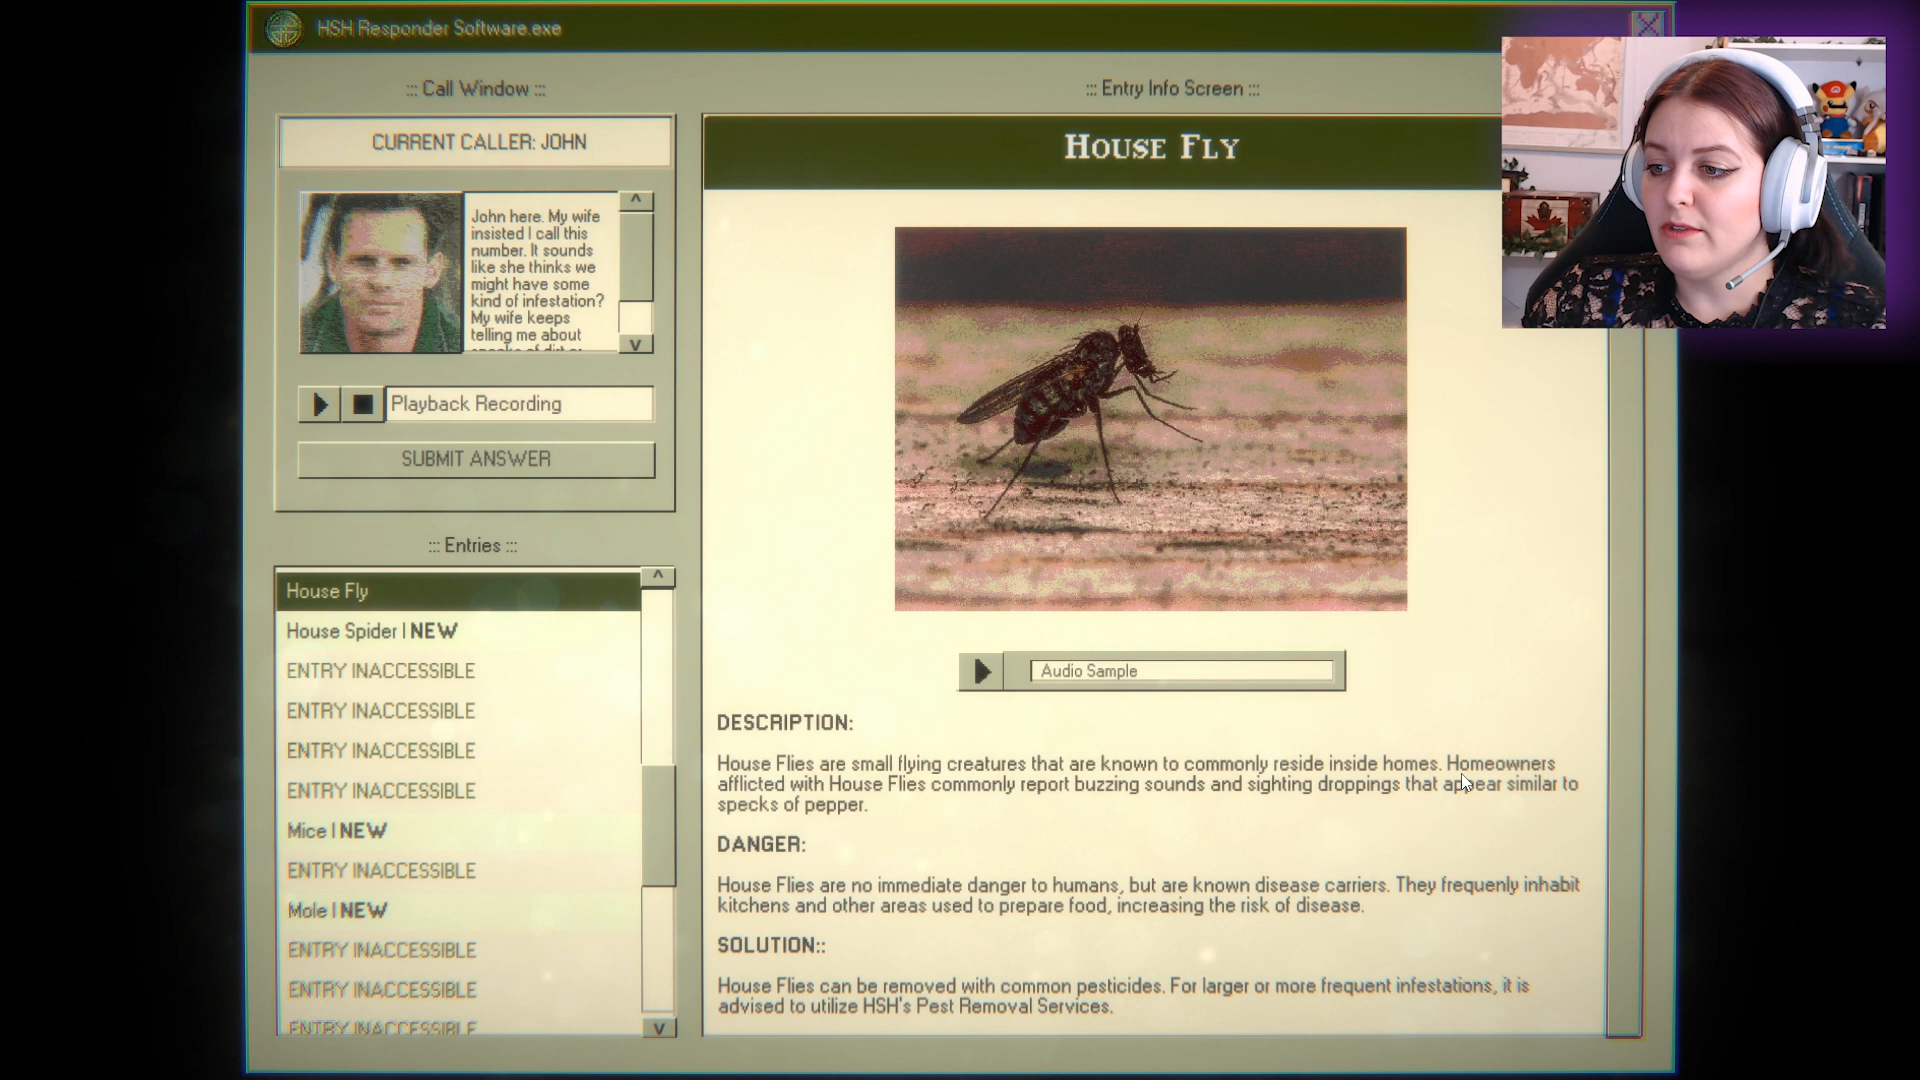 HSH Responder Software.exe
::: Call Window :::
::: Entry Info Screen :::
CURRENT CALLER: JOHN
HOUSE FLY
John here. My wife
insisted I call this
number. It sounds
like she thinks we
might have some
kind of infestation?
My wife keeps
telling me about
Playback Recording
SUBMIT ANSWER
::: Entries :::
House Fly
House Spider | NEW
ENTRY INACCESSIBLE
ENTRY INACCESSIBLE
ENTRY INACCESSIBLE
ENTRY INACCESSIBLE
Mice | NEW
ENTRY INACCESSIBLE
Mole | NEW
ENTRY INACCESSIBLE
ENTRY INACCESSIBLE
ENTRY INACCESSIBLE
Audio Sample
DESCRIPTION:
House Flies are small flying creatures that are known to commonly reside inside homes. Homeowners
afflicted with House Flies commonly report buzzing sounds and sighting droppings that appear similar to
specks of pepper.
DANGER:
House Flies are no immediate danger to humans, but are known disease carriers. They frequenly inhabit
kitchens and other areas used to prepare food, increasing the risk of disease.
SOLUTION::
House Flies can be removed with common pesticides. For larger or more frequent infestations, it is
advised to utilize HSH's Pest Removal Services.